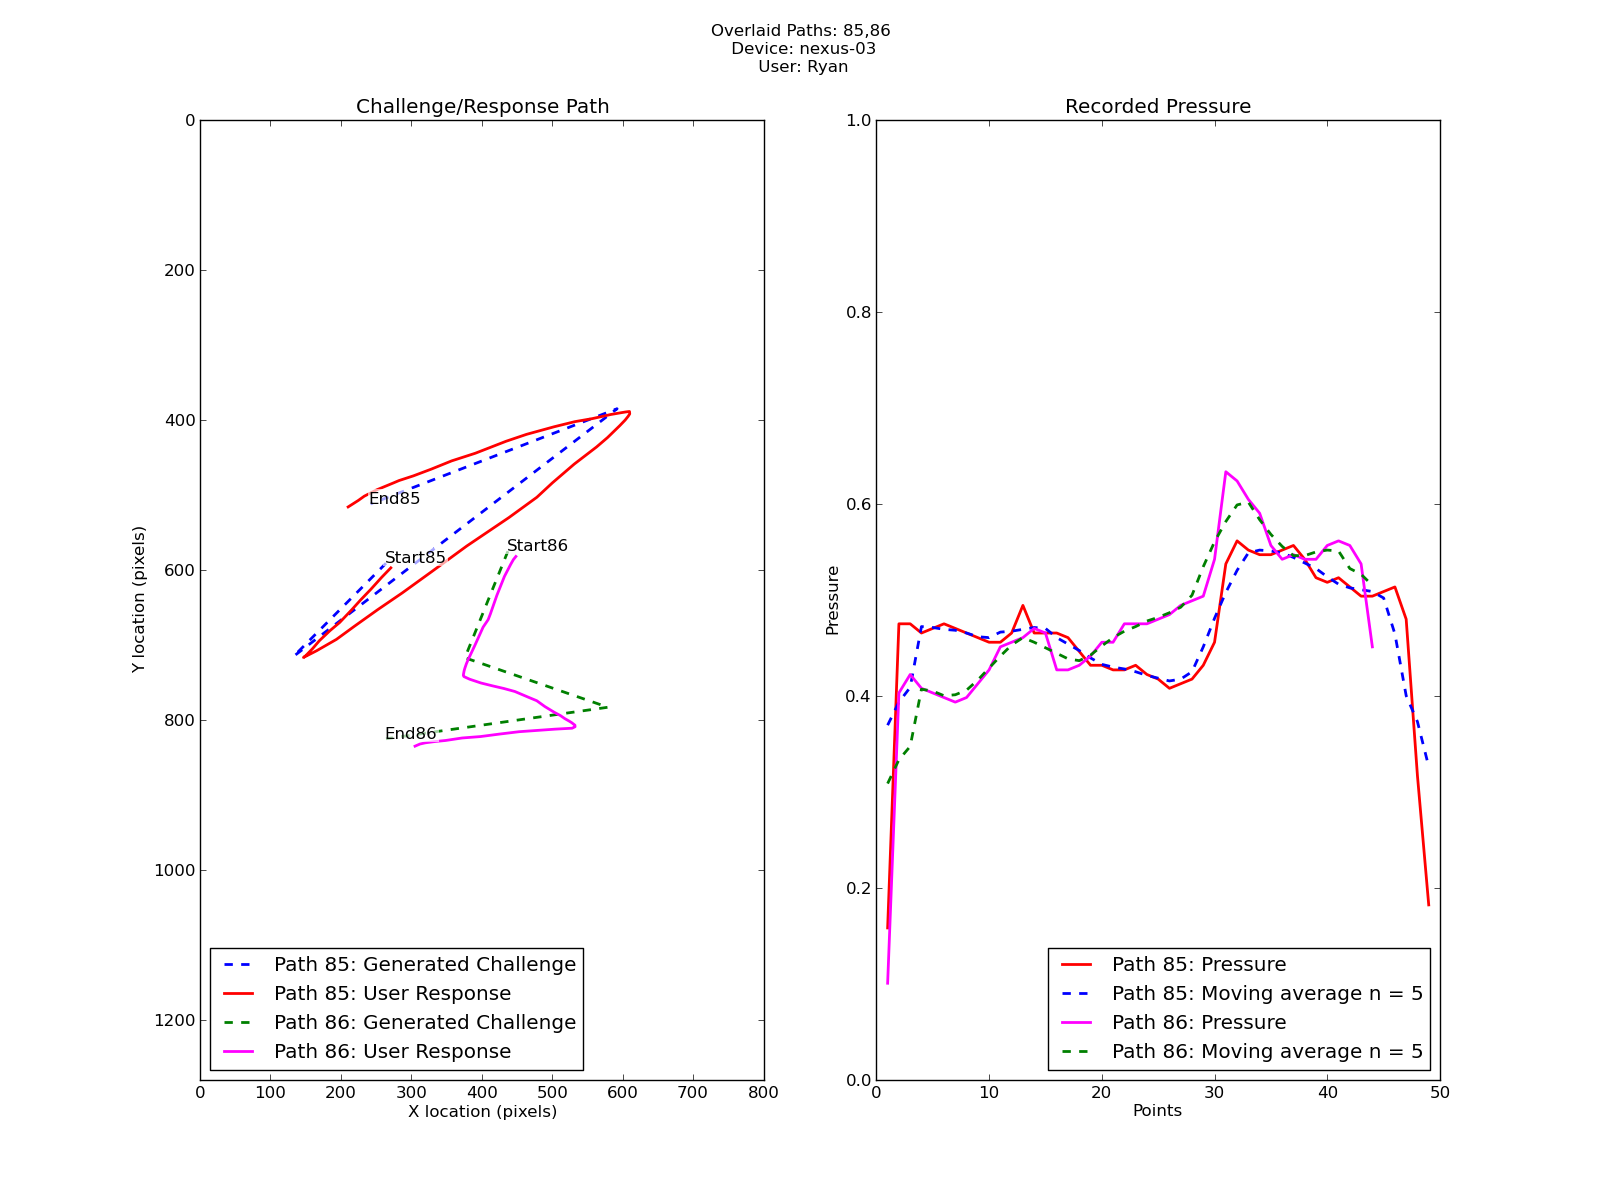 Overlaid Paths: 85,86
Device: nexus-03
User: Ryan
Challenge/Response Path
0
200
400
600
800
1000
1200
Y location (pixels)
End85
Start85
Start86
End86
Path 85: Generated Challenge
Path 85: User Response
Path 86: Generated Challenge
Path 86: User Response
0 100 200 300 400 500 600 700 800
X location (pixels)
Recorded Pressure
1.0
0.8
0.6
0.4
0.2
0.0
Pressure
Path 85: Pressure
Path 85: Moving average n = 5
Path 86: Pressure
Path 86: Moving average n = 5
0 10 20 30 40 50
Points